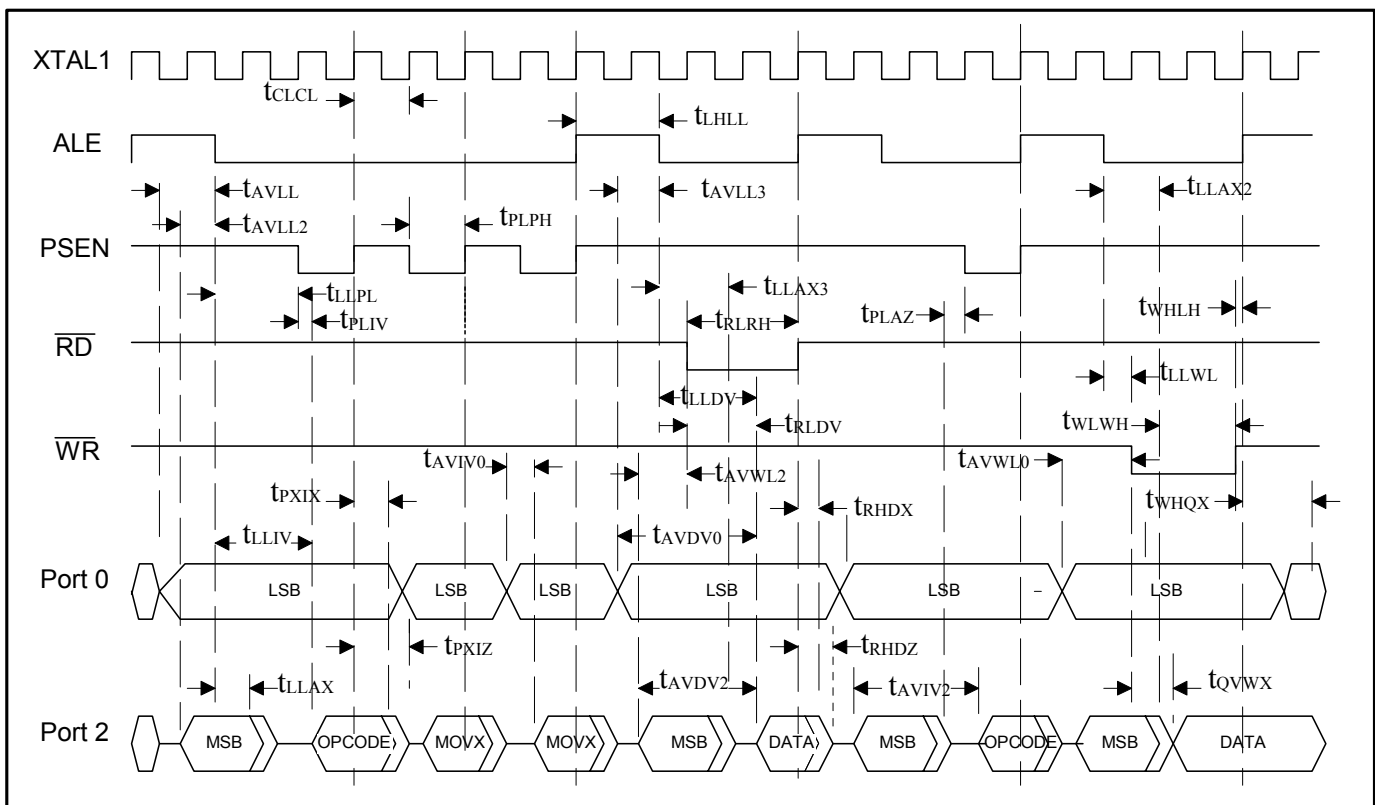 XTAL1
tCLCL
tLHLL
ALE
tAVLL
tAVLL3
tLLAX2
tAVLL2
tPLPH
PSEN
tLLPL
tLLAX3
tPLIV
tRLRH
tPLAZ
tWHLH
RD
tLLDV
tLLWL
tRLDV
tWLWH
WR
tAVIV0
tAVWL2
tAVWL0
tPXIX
tRHDX
tWHQX
tLLIV
tAVDV0
Port 0
LSB LSB LSB LSB LSB LSB
tPXIZ
tRHDZ
tLLAX
tAVDV2
tAVIV2
tQVWX
Port 2
MSB OPCODE MOVX MOVX MSB DATA MSB OPCODE MSB DATA